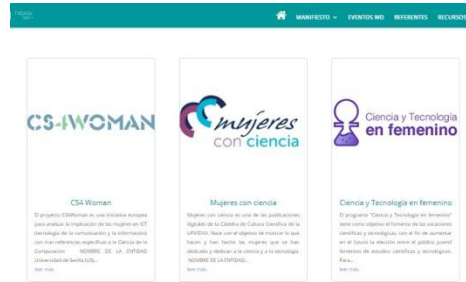 MANIFIESTO
EVENTOS WD
REFERENTES
RECURSOS
CS4WOMAN
mujeres
con ciencia
Ciencia y Tecnología
en femenino
CS4 Woman
El proyecto CS4Woman es una iniciativa europea
para analizar la implicación de las mujeres en ICT
(tecnología de la comunicación y la información)
con mas referencias específicas a la Ciencia de la
Computacion NOMBRE DE LA ENTIDAD
Universidad de Sevilla
leer más
Mujeres con ciencia
Mujeres con ciencia es una de las publicaciones
digitales de la Cátedra de Cultura Científica de la
UPV/EHU. Nace con el objetivo de mostrar lo que
hacen y han hecho las mujeres que se han
dedicado y dedican a la ciencia y a la tecnología.
NOMBRE DE LA ENTIDAD...
leer más
Ciencia y Tecnología en femenino
El programa "Ciencia y Tecnología en femenino"
tiene como objetivo el fomento de las vocaciones
científicas y tecnológicas, con el fin de aumentar
en el futuro la elección entre el público juvenil
femenino de estudios científicos y tecnológicos.
Para...
leer más